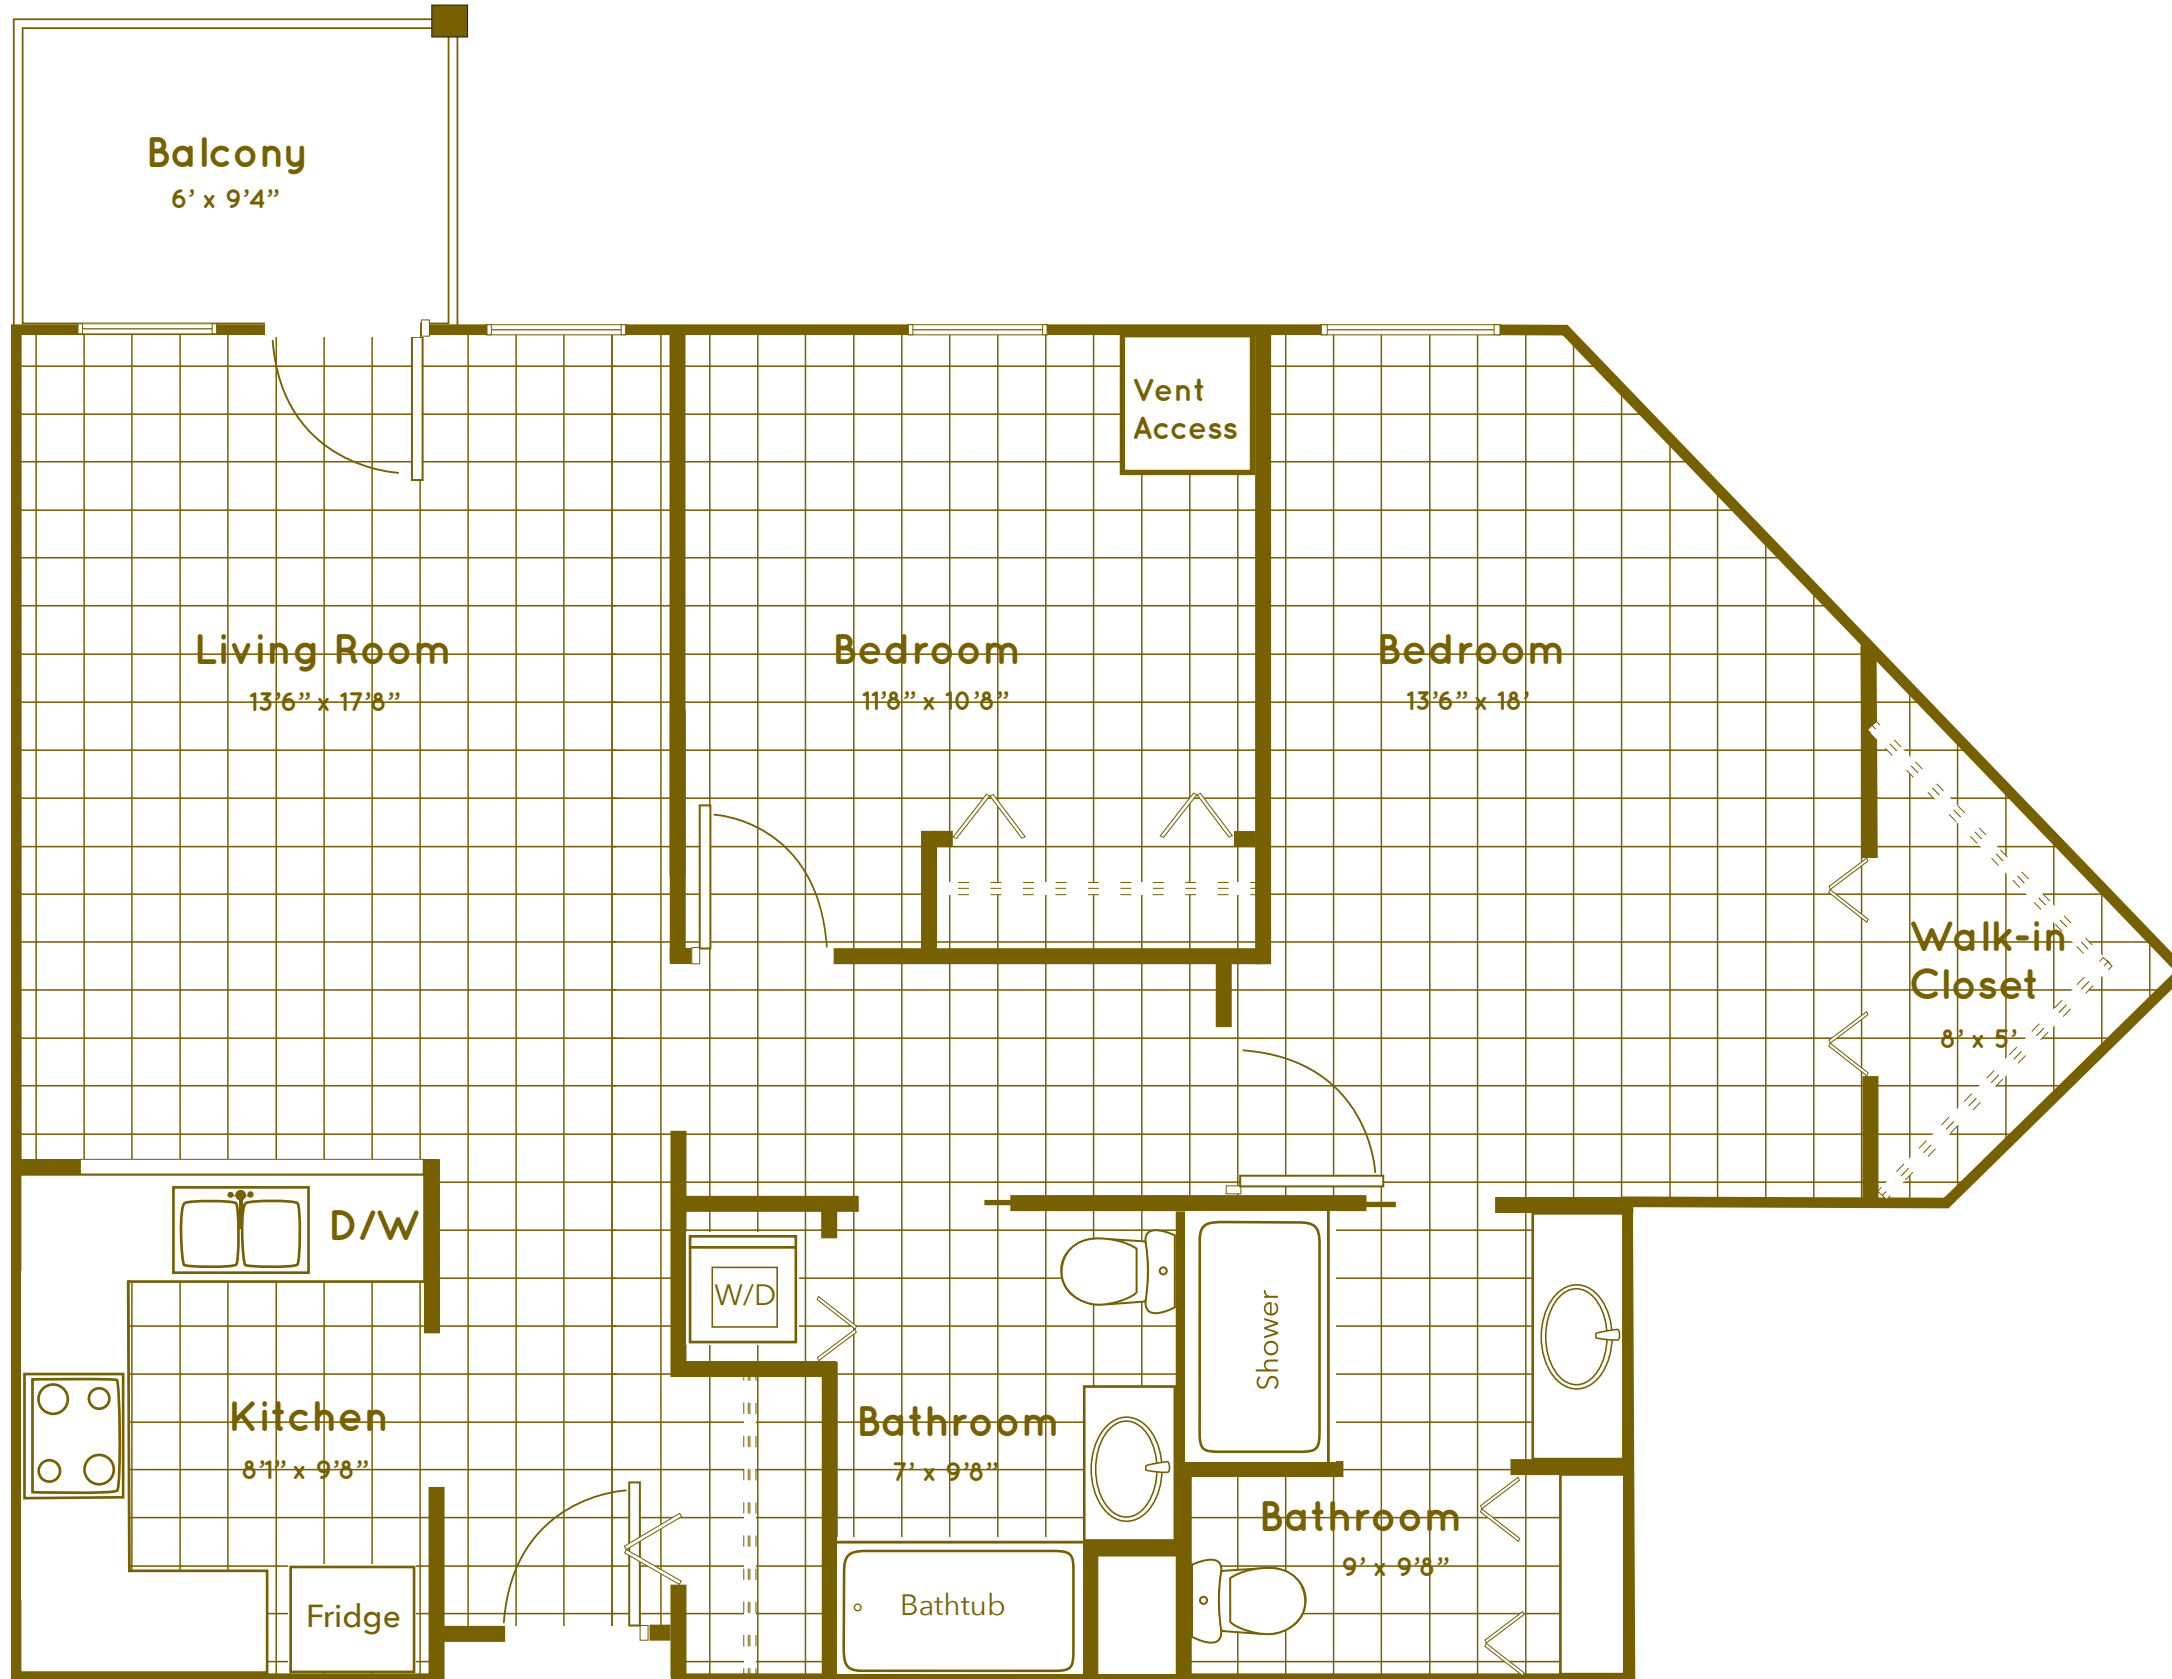 Balcony
6’ x 9’4”
Vent
Access
Living Room
13’6” x 17’8”
Bedroom
11’8” x 10’8”
Bedroom
13’6” x 18’
Walk-in
Closet
8’ x 5’
D/W
W/D
Shower
Kitchen
8’1” x 9’8”
Bathroom
7’ x 9’8”
Bathroom
9’ x 9’8”
Fridge
Bathtub